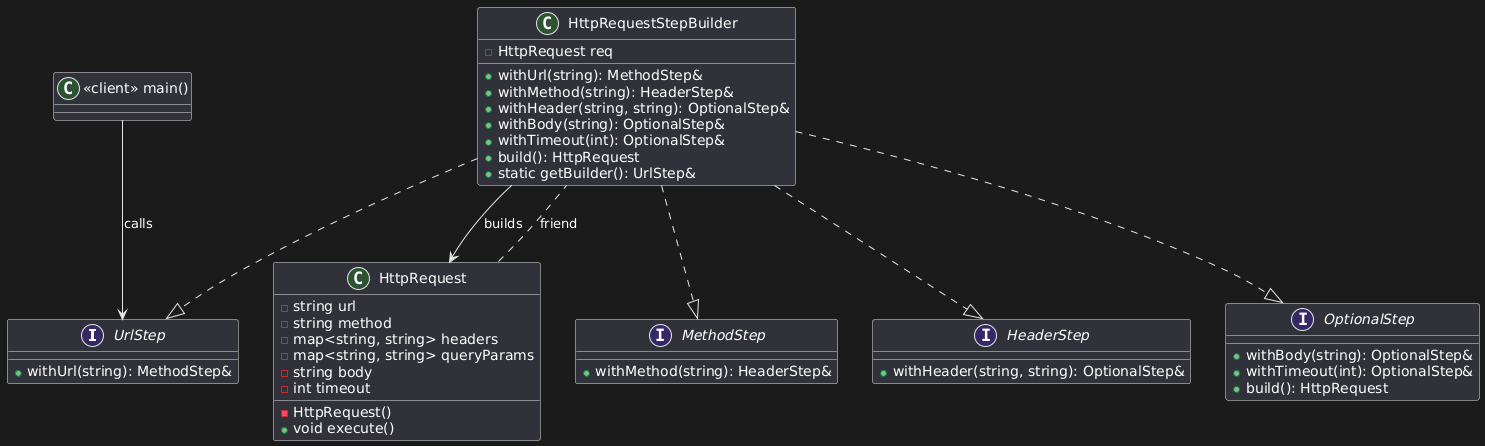 C HttpRequestStepBuilder
HttpRequest req
withUrl(string): MethodStep&
withMethod(string): HeaderStep&
withHeader(string, string): OptionalStep&
withBody(string): OptionalStep&
withTimeout(int): OptionalStep&
build(): HttpRequest
static getBuilder(): UrlStep&
C «client» main()
calls
builds
friend
I UrlStep
withUrl(string): MethodStep&
C HttpRequest
string url
string method
map<string, string> headers
map<string, string> queryParams
string body
int timeout
HttpRequest()
void execute()
I MethodStep
withMethod(string): HeaderStep&
I HeaderStep
withHeader(string, string): OptionalStep&
I OptionalStep
withBody(string): OptionalStep&
withTimeout(int): OptionalStep&
build(): HttpRequest